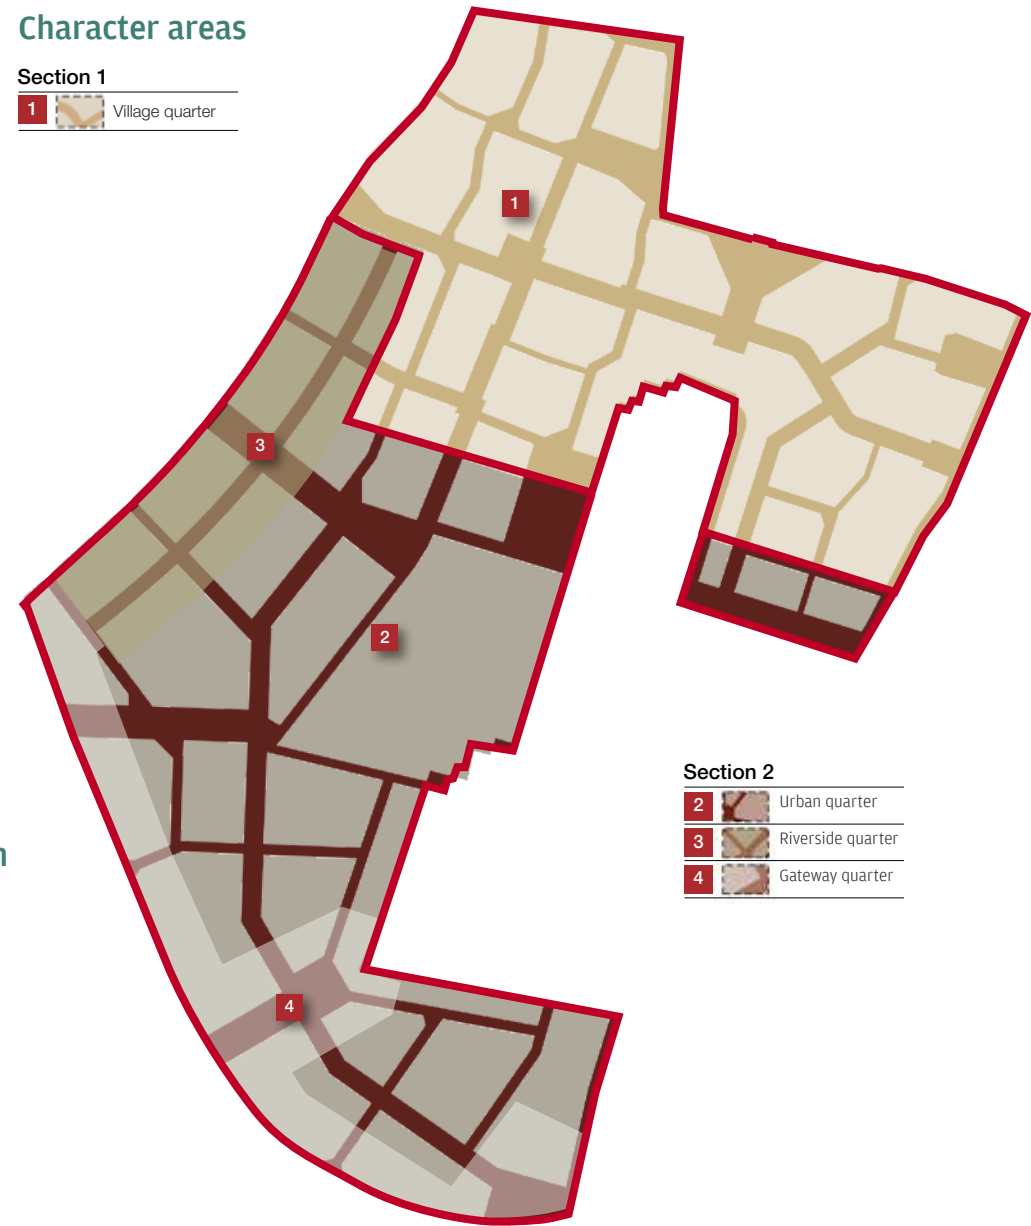 Character areas
Section 1
1 Village quarter
1
3
2
Section 2
2 Urban quarter
3 Riverside quarter
4 Gateway quarter
n
4